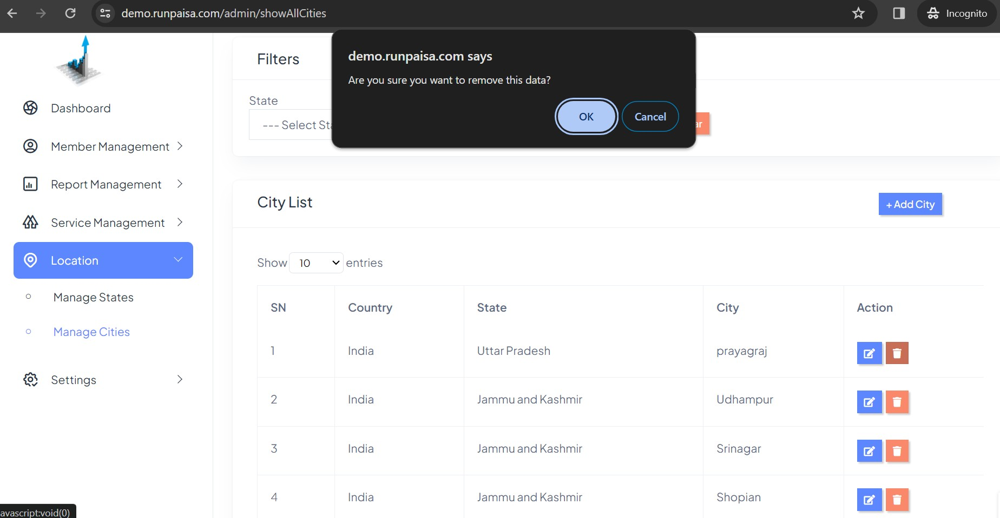 demo.runpaisa.com/admin/showAllCities
Incognito
demo.runpaisa.com says
Are you sure you want to remove this data?
OK
Cancel
Dashboard
Member Management
Report Management
Service Management
Location
Manage States
Manage Cities
Settings
Filters
State
--- Select Sta
ar
City List
+ Add City
Show 10 entries
SN Country State City Action
1 India Uttar Pradesh prayagraj
2 India Jammu and Kashmir Udhampur
3 India Jammu and Kashmir Srinagar
4 India Jammu and Kashmir Shopian
avascript:void(0)